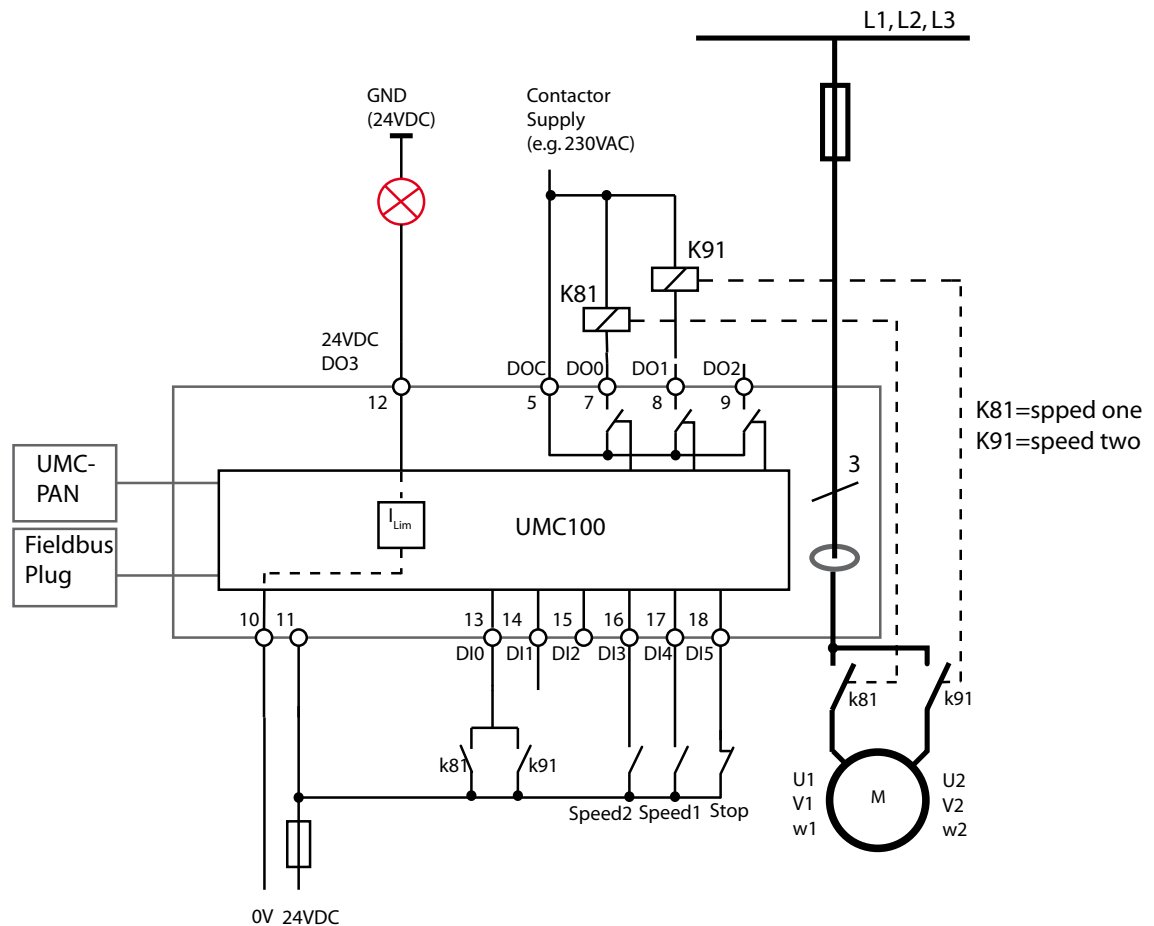 L1, L2, L3
GND
(24VDC)
Contactor
Supply
(e.g. 230VAC)
K91
K81
24VDC
DO3
DOC
DO0
DO1
DO2
12
5
7
8
9
K81=spped one
K91=speed two
UMC-
PAN
3
I Lim
UMC100
Fieldbus
Plug
10
11
13
14
15
16
17
18
DI0
DI1
DI2
DI3
DI4
DI5
k81
k91
k81
k91
Speed2
Speed1
Stop
U1
V1
w1
M
U2
V2
w2
0V
24VDC